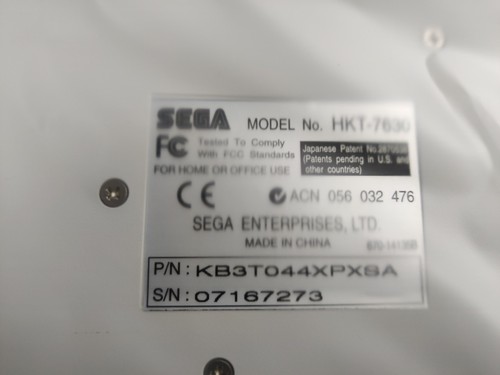 SEGA MODEL No. HKT-7630
FC Tested To Comply
With FCC Standards
FOR HOME OR OFFICE USE
Japanese Patent No.
(Patents pending in U.S. and
other countries)
CE ACN 056 032 476
SEGA ENTERPRISES, LTD.
MADE IN CHINA
P/N: KB3T044XPXSA
S/N: 07167273